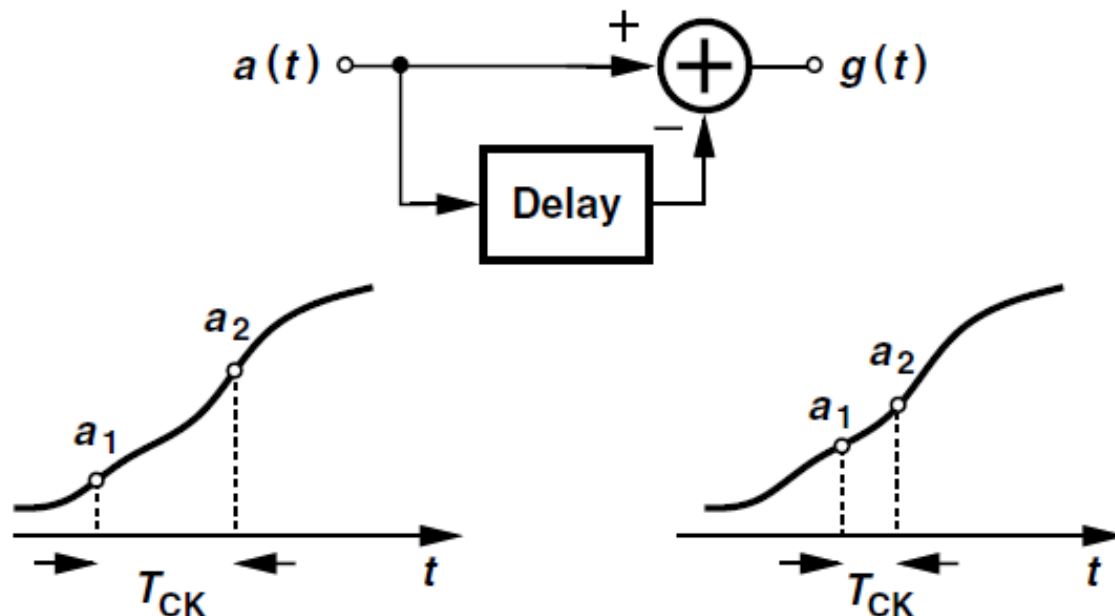 +
a(t) g(t)
−
Delay
a2 a2
a1 a1
TCK t TCK t